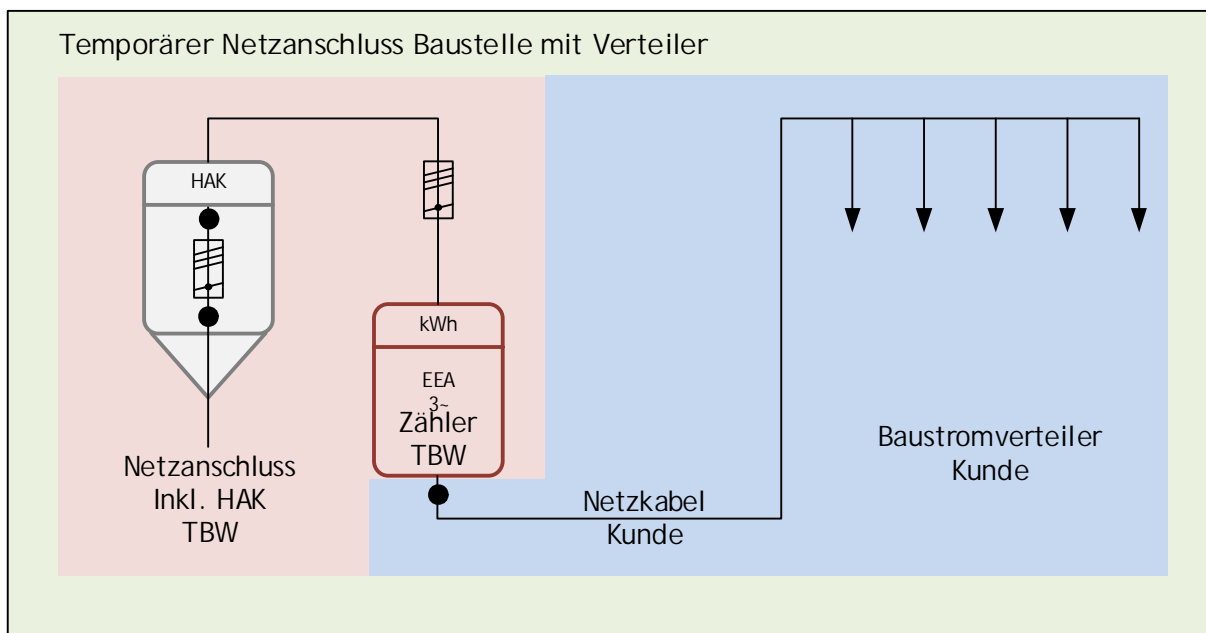 Temporärer Netzanschluss Baustelle mit Verteiler
HAK
kWh
EEA
3~
Zähler
TBW
Netzanschluss
Inkl. HAK
TBW
Netzkabel
Kunde
Baustromverteiler
Kunde